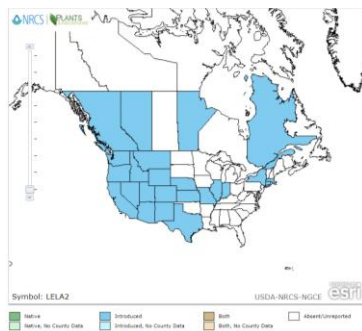 NRCS PLANTS
Symbol: LELA2
USDA-NRCS-NGCE
esri
Native
Introduced
Both
Absent/Unreported
Native, No County Data
Introduced, No County Data
Both, No County Data